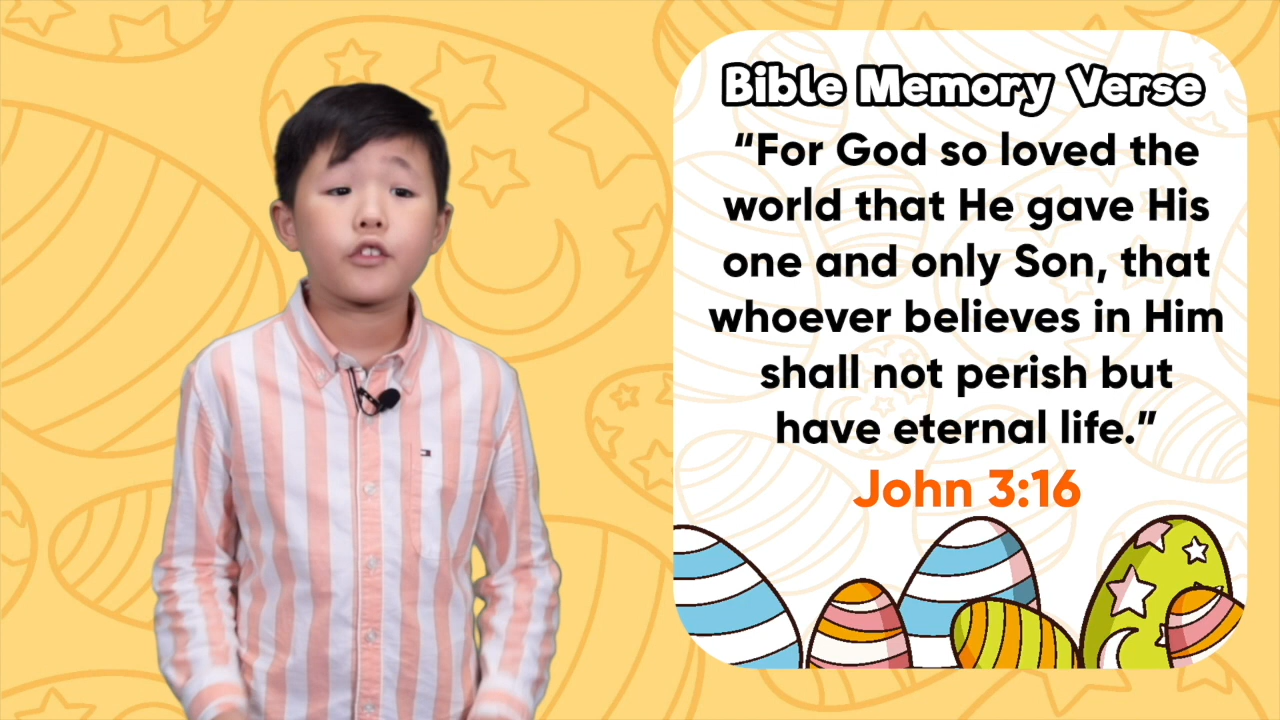 Bible Memory Verse
“For God so loved the
world that He gave His
one and only Son, that
whoever believes in Him
shall not perish but
have eternal life.”
John 3:16